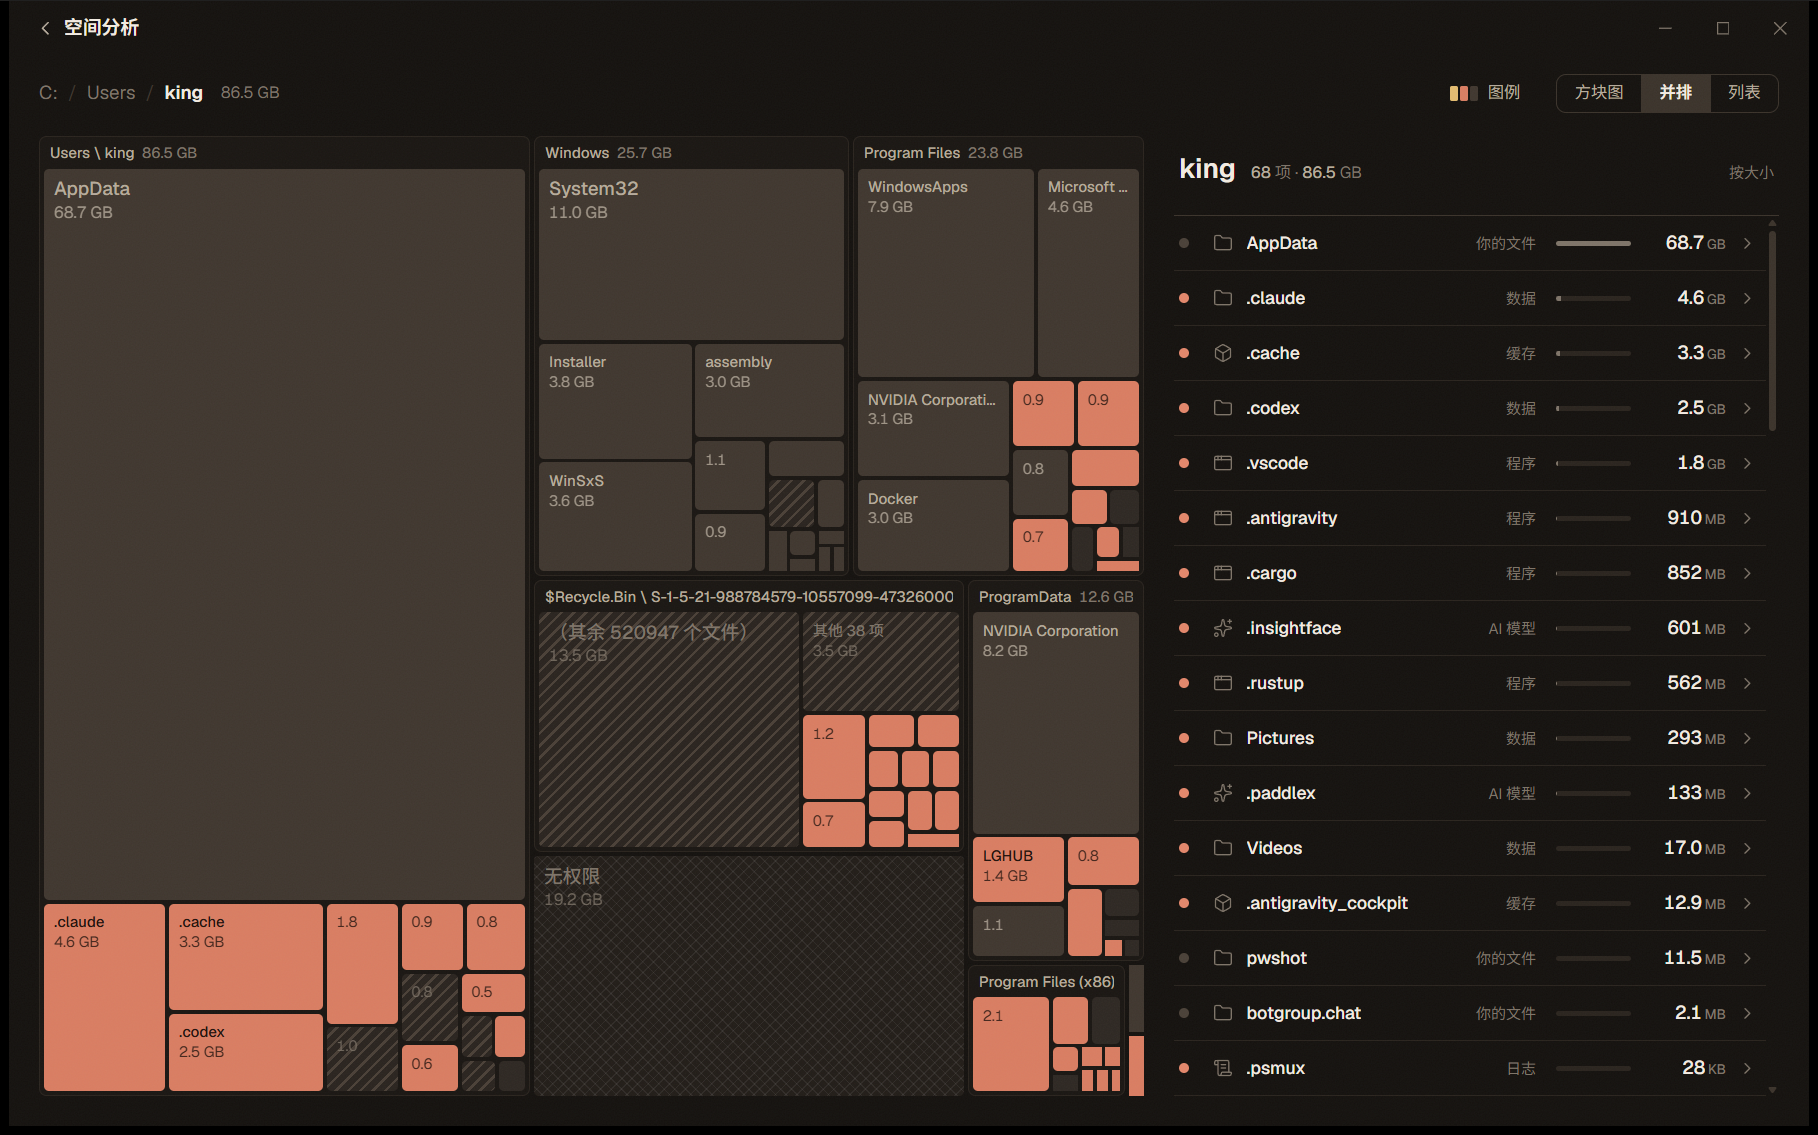 空间分析
C: / Users / king 86.5 GB
图例
方块图 并排 列表
Users \ king 86.5 GB
AppData
68.7 GB
.claude
4.6 GB
.cache
3.3 GB
.codex
2.5 GB
1.8
1.0
0.9
0.8
0.8
0.5
0.6
Windows 25.7 GB
System32
11.0 GB
Installer
3.8 GB
assembly
3.0 GB
WinSxS
3.6 GB
1.1
0.9
Program Files 23.8 GB
WindowsApps
7.9 GB
Microsoft ...
4.6 GB
NVIDIA Corporati...
3.1 GB
Docker
3.0 GB
0.9
0.9
0.8
0.7
$Recycle.Bin \ S-1-5-21-988784579-10557099-47326000
（其余 520947 个文件）
13.5 GB
其他 38 项
3.5 GB
1.2
0.7
无权限
19.2 GB
ProgramData 12.6 GB
NVIDIA Corporation
8.2 GB
LGHUB
1.4 GB
0.8
1.1
Program Files (x86)
2.1
king 68 项 · 86.5 GB
按大小
AppData 你的文件 68.7 GB
.claude 数据 4.6 GB
.cache 缓存 3.3 GB
.codex 数据 2.5 GB
.vscode 程序 1.8 GB
.antigravity 程序 910 MB
.cargo 程序 852 MB
.insightface AI 模型 601 MB
.rustup 程序 562 MB
Pictures 数据 293 MB
.paddlex AI 模型 133 MB
Videos 数据 17.0 MB
.antigravity_cockpit 缓存 12.9 MB
pwshot 你的文件 11.5 MB
botgroup.chat 你的文件 2.1 MB
.psmux 日志 28 KB